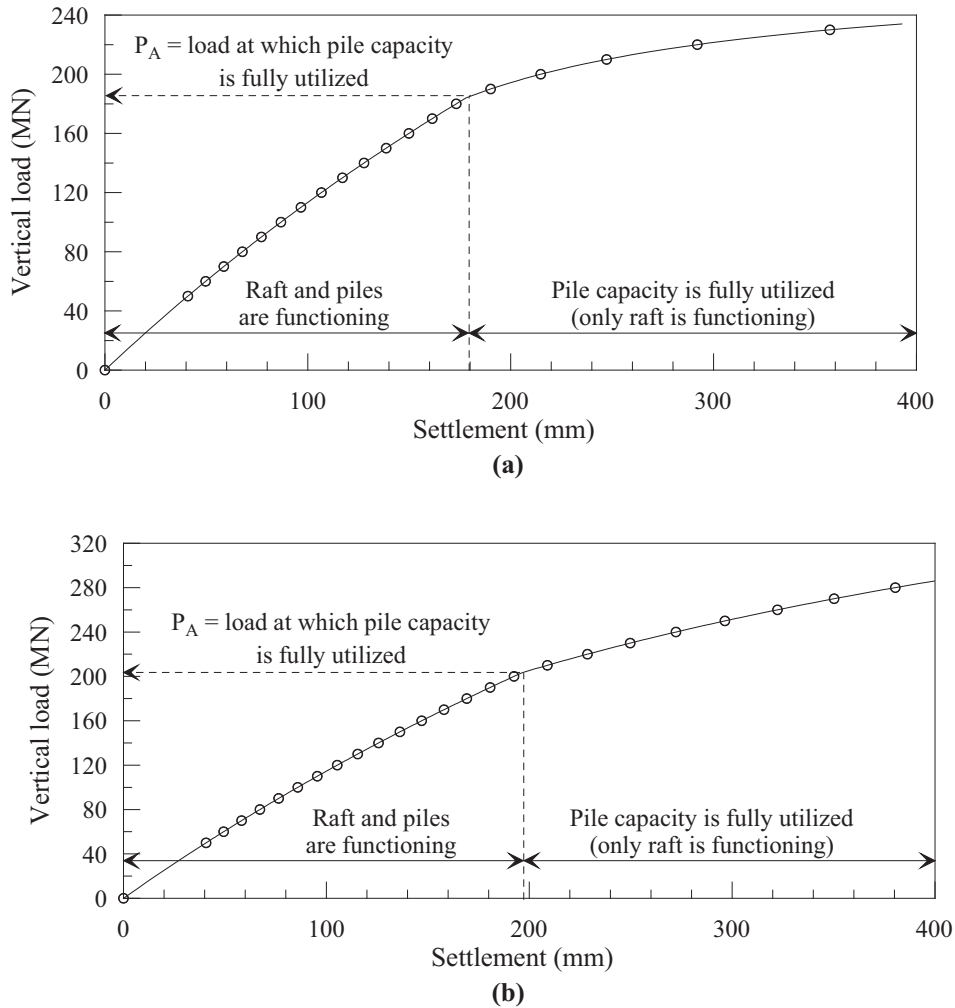 240
200
160
120
80
40
0
Vertical load (MN)
P_A = load at which pile capacity
is fully utilized
Raft and piles
are functioning
Pile capacity is fully utilized
(only raft is functioning)
0
100
200
300
400
Settlement (mm)
(a)
320
280
240
200
160
120
80
40
0
Vertical load (MN)
P_A = load at which pile capacity
is fully utilized
Raft and piles
are functioning
Pile capacity is fully utilized
(only raft is functioning)
0
100
200
300
400
Settlement (mm)
(b)